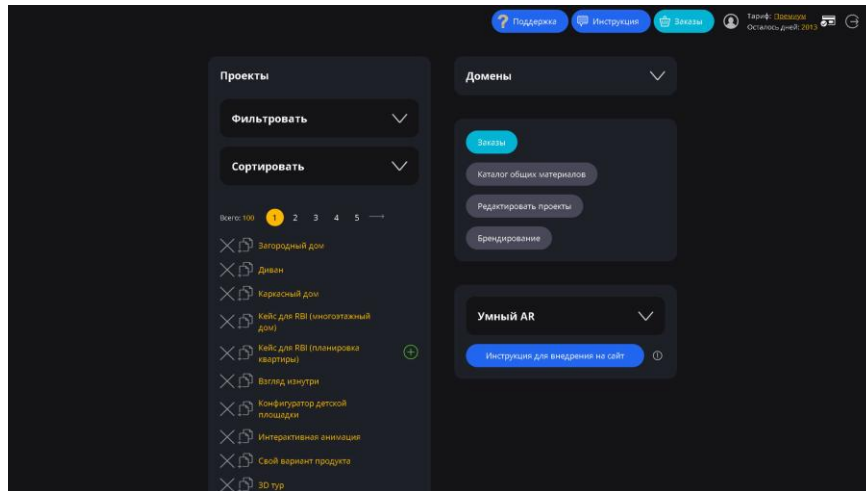 Поддержка
Инструкция
Заказы
Тариф: Премиум
Осталось дней: 2013
Проекты
Фильтровать
Сортировать
Всего: 100 1 2 3 4 5
Загородный дом
Диван
Каркасный дом
Кейс для RBI (многоэтажный
дом)
Кейс для RBI (планировка
квартиры)
Взгляд изнутри
Конфигуратор детской
площадки
Интерактивная анимация
Свой вариант продукта
3D тур
Домены
Заказы
Каталог общих материалов
Редактировать проекты
Брендирование
Умный AR
Инструкция для внедрения на сайт